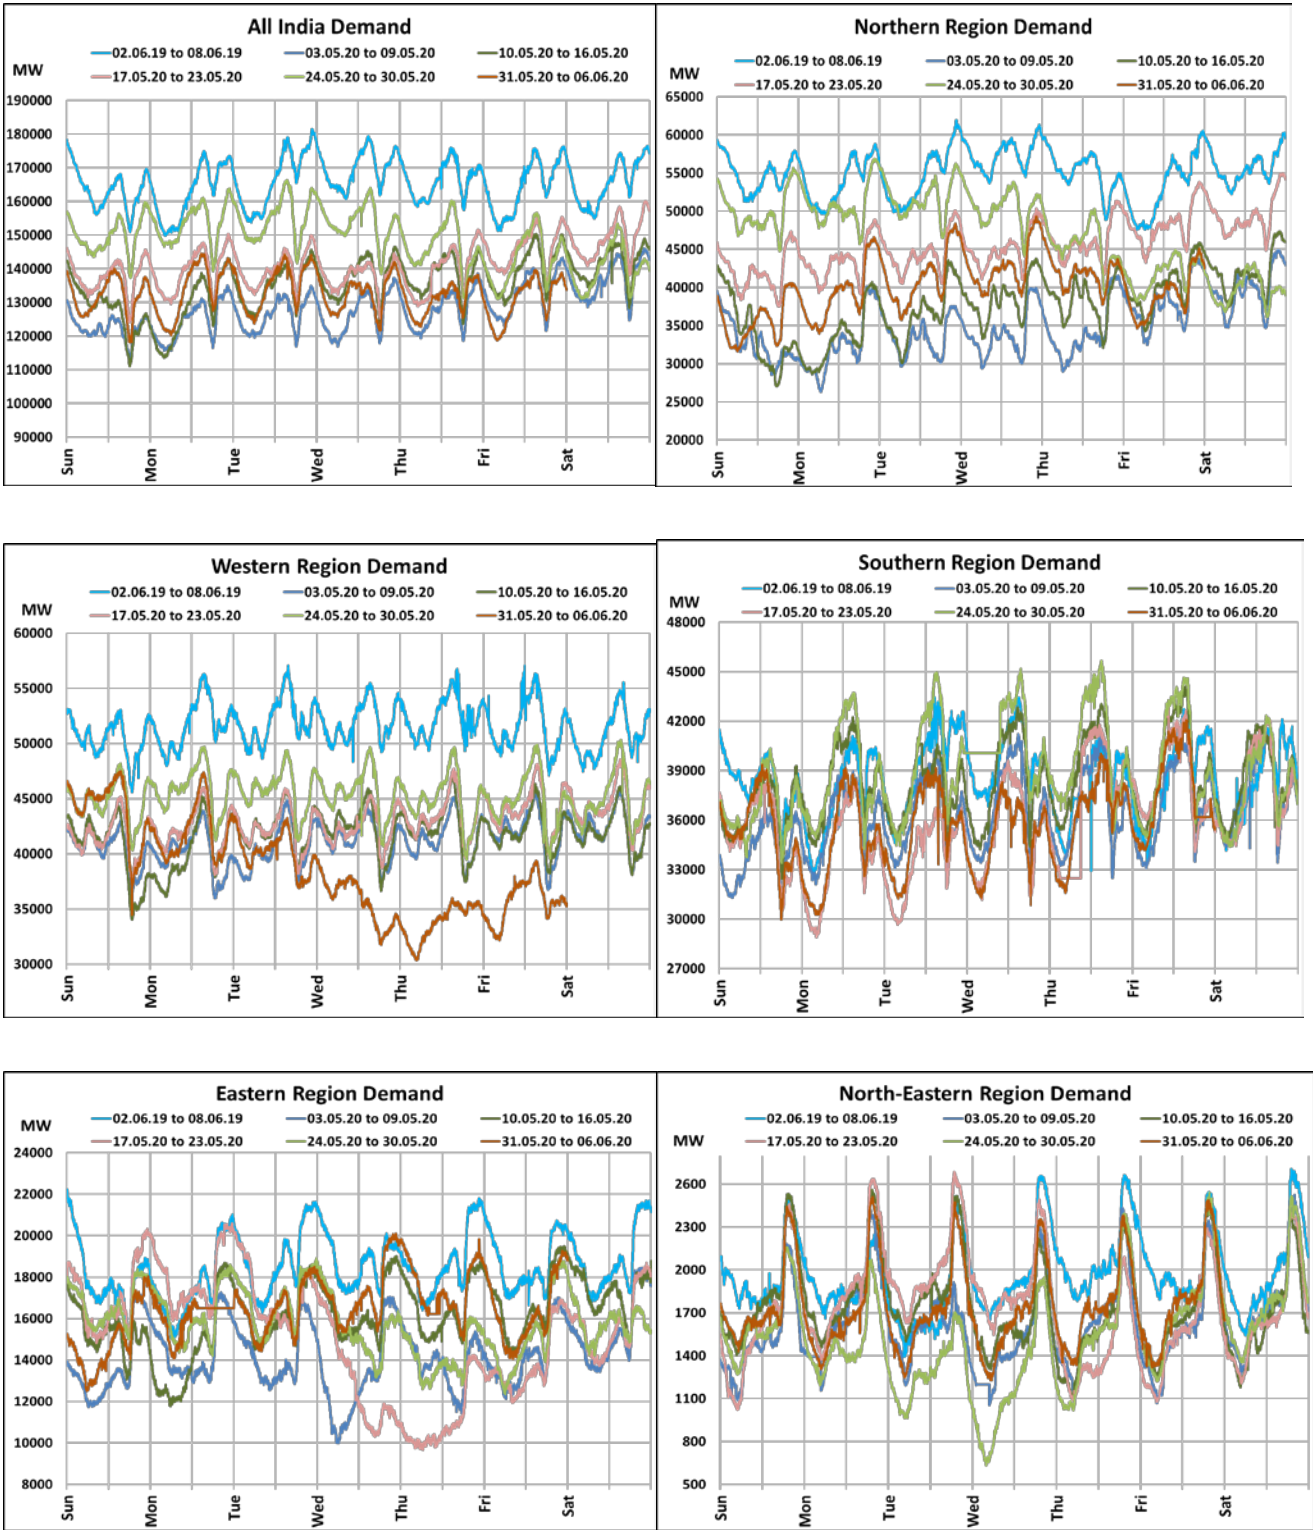 All India Demand
02.06.19 to 08.06.19 03.05.20 to 09.05.20 10.05.20 to 16.05.20
MW
17.05.20 to 23.05.20 24.05.20 to 30.05.20 31.05.20 to 06.06.20
190000
180000
170000
160000
150000
140000
130000
120000
110000
100000
90000
Sun Mon Tue Wed Thu Fri Sat
Northern Region Demand
02.06.19 to 08.06.19 03.05.20 to 09.05.20 10.05.20 to 16.05.20
MW
17.05.20 to 23.05.20 24.05.20 to 30.05.20 31.05.20 to 06.06.20
65000
60000
55000
50000
45000
40000
35000
30000
25000
20000
Sun Mon Tue Wed Thu Fri Sat
Western Region Demand
02.06.19 to 08.06.19 03.05.20 to 09.05.20 10.05.20 to 16.05.20
MW
17.05.20 to 23.05.20 24.05.20 to 30.05.20 31.05.20 to 06.06.20
60000
55000
50000
45000
40000
35000
30000
Sun Mon Tue Wed Thu Fri Sat
Southern Region Demand
02.06.19 to 08.06.19 03.05.20 to 09.05.20 10.05.20 to 16.05.20
MW
17.05.20 to 23.05.20 24.05.20 to 30.05.20 31.05.20 to 06.06.20
48000
45000
42000
39000
36000
33000
30000
27000
Sun Mon Tue Wed Thu Fri Sat
Eastern Region Demand
02.06.19 to 08.06.19 03.05.20 to 09.05.20 10.05.20 to 16.05.20
MW
17.05.20 to 23.05.20 24.05.20 to 30.05.20 31.05.20 to 06.06.20
24000
22000
20000
18000
16000
14000
12000
10000
8000
Sun Mon Tue Wed Thu Fri Sat
North-Eastern Region Demand
02.06.19 to 08.06.19 03.05.20 to 09.05.20 10.05.20 to 16.05.20
MW
17.05.20 to 23.05.20 24.05.20 to 30.05.20 31.05.20 to 06.06.20
2600
2300
2000
1700
1400
1100
800
500
Sun Mon Tue Wed Thu Fri Sat